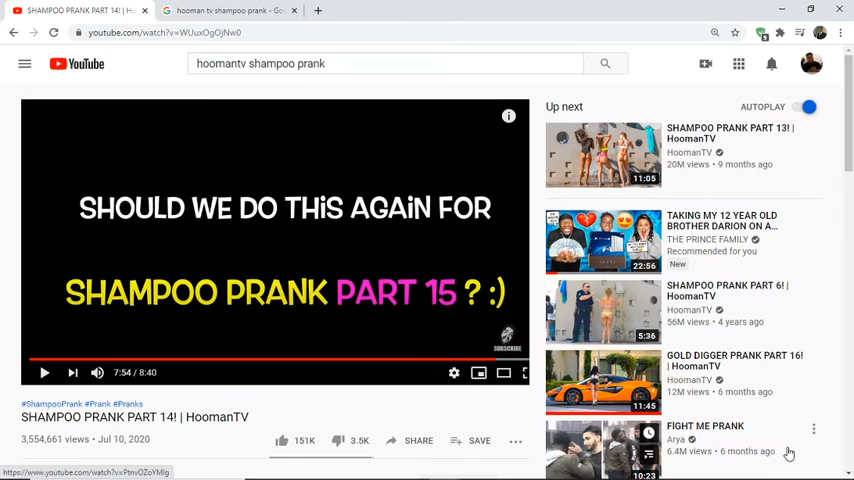 SHAMPOO PRANK PART 14! | Ho
hooman tv shampoo prank - Goo
youtube.com/watch?v=WUuxOgOjNw0
YouTube
hoomantv shampoo prank
SHOULD WE DO THiS AGAiN FOR
SHAMPOO PRANK PART 15 ? :)
SUBSCRIBE
7:54 / 8:40
#ShampooPrank #Prank #Pranks
SHAMPOO PRANK PART 14! | HoomanTV
3,554,661 views • Jul 10, 2020
151K
3.5K
SHARE
SAVE
Up next
AUTOPLAY
11:05
SHAMPOO PRANK PART 13! |
HoomanTV
20M views • 9 months ago
22:56
TAKING MY 12 YEAR OLD
BROTHER DARION ON A...
THE PRINCE FAMILY
Recommended for you
New
5:36
SHAMPOO PRANK PART 6! |
HoomanTV
HoomanTV
56M views • 4 years ago
11:45
GOLD DIGGER PRANK PART 16!
| HoomanTV
HoomanTV
12M views • 6 months ago
10:23
FIGHT ME PRANK
Arya
6.4M views • 6 months ago
https://www.youtube.com/watch?v=PtnvOZoYMIg